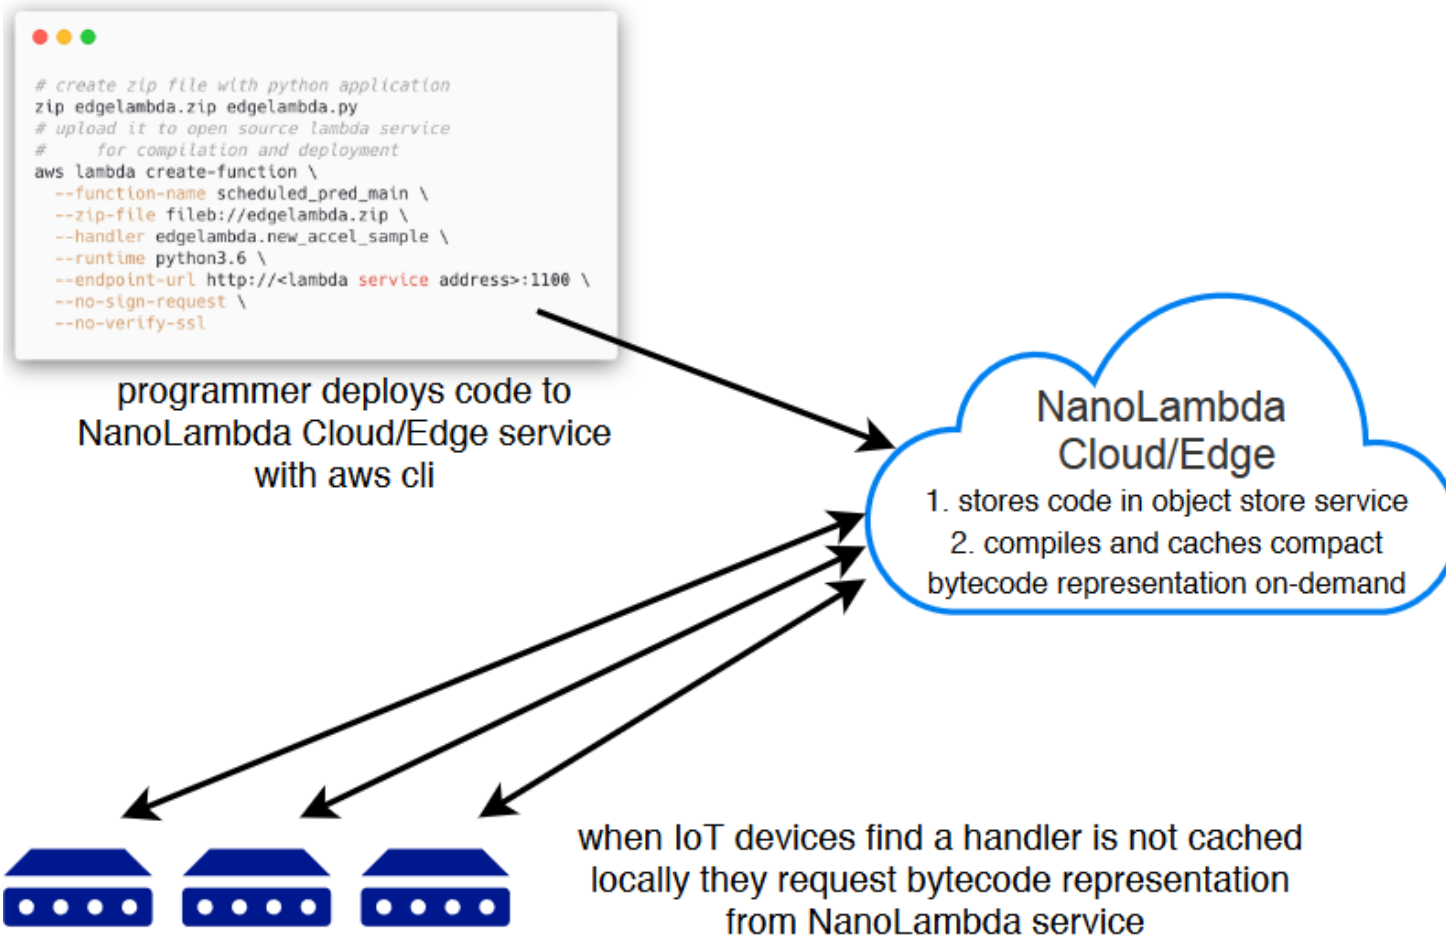 # create zip file with python application
zip edgelambda.zip edgelambda.py
# upload it to open source lambda service
#     for compilation and deployment
aws lambda create-function \
  --function-name scheduled_pred_main \
  --zip-file fileb://edgelambda.zip \
  --handler edgelambda.new_accel_sample \
  --runtime python3.6 \
  --endpoint-url http://<lambda service address>:1100 \
  --no-sign-request \
  --no-verify-ssl
programmer deploys code to
NanoLambda Cloud/Edge service
with aws cli
NanoLambda
Cloud/Edge
1. stores code in object store service
2. compiles and caches compact
bytecode representation on-demand
when IoT devices find a handler is not cached
locally they request bytecode representation
from NanoLambda service